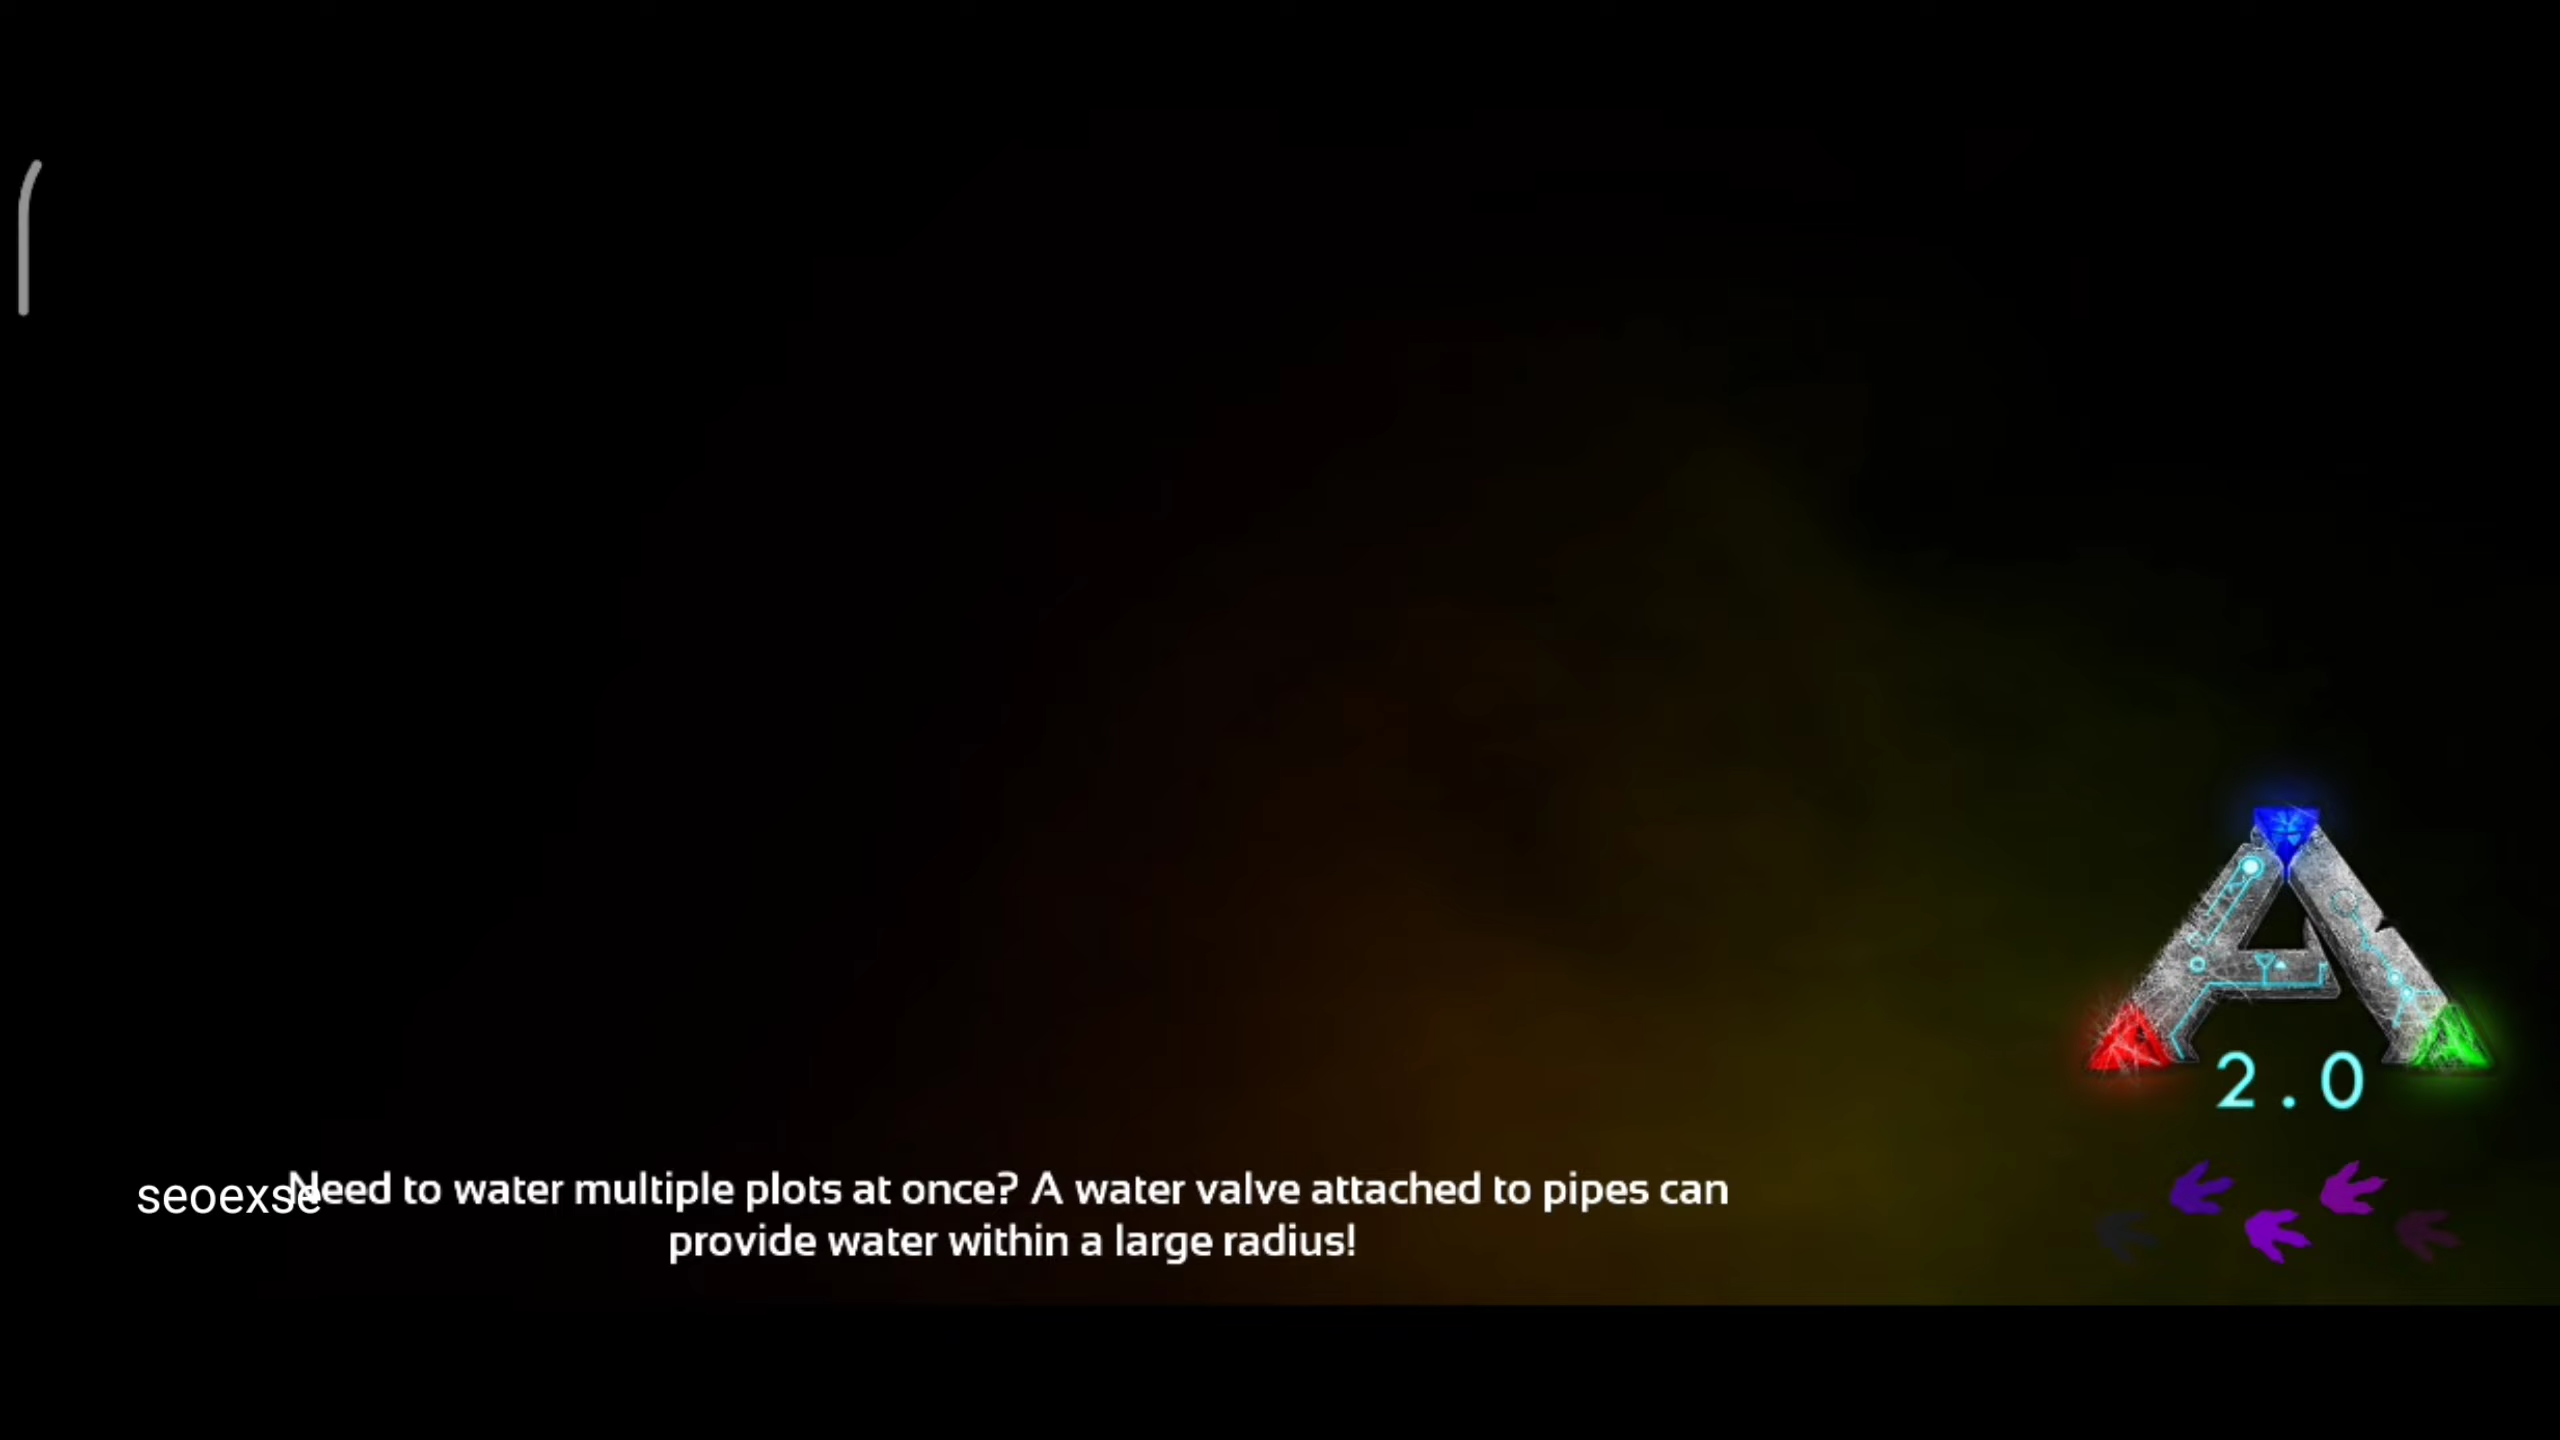 2.0
seoexse
Need to water multiple plots at once? A water valve attached to pipes can
provide water within a large radius!